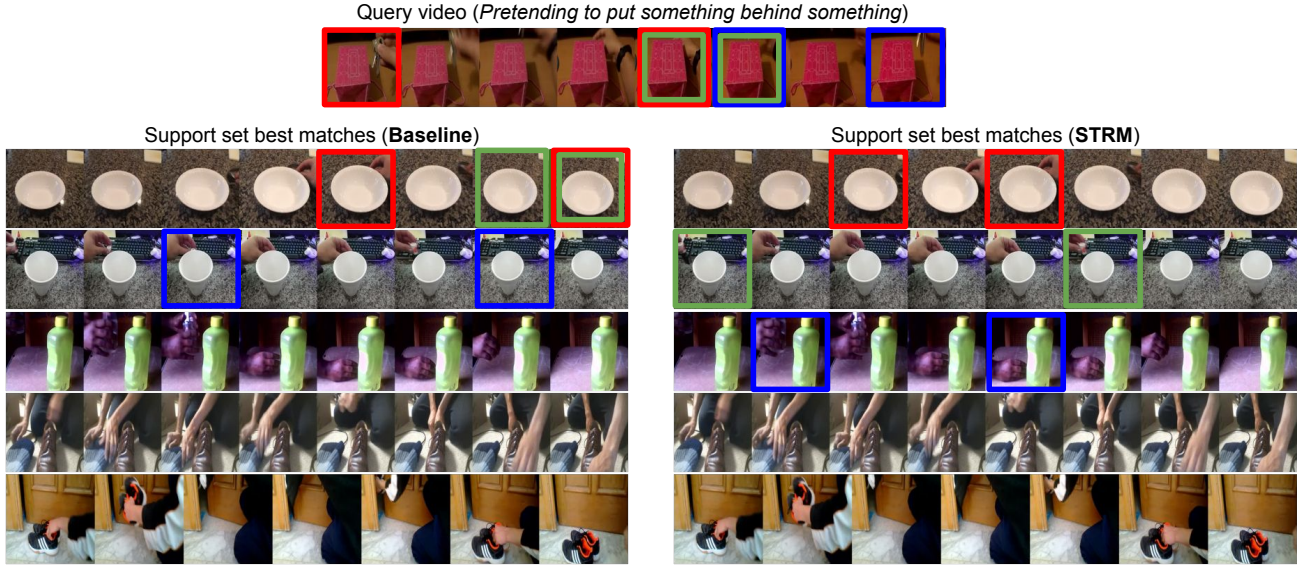 Query video (Pretending to put something behind something)
Support set best matches (Baseline)
Support set best matches (STRM)